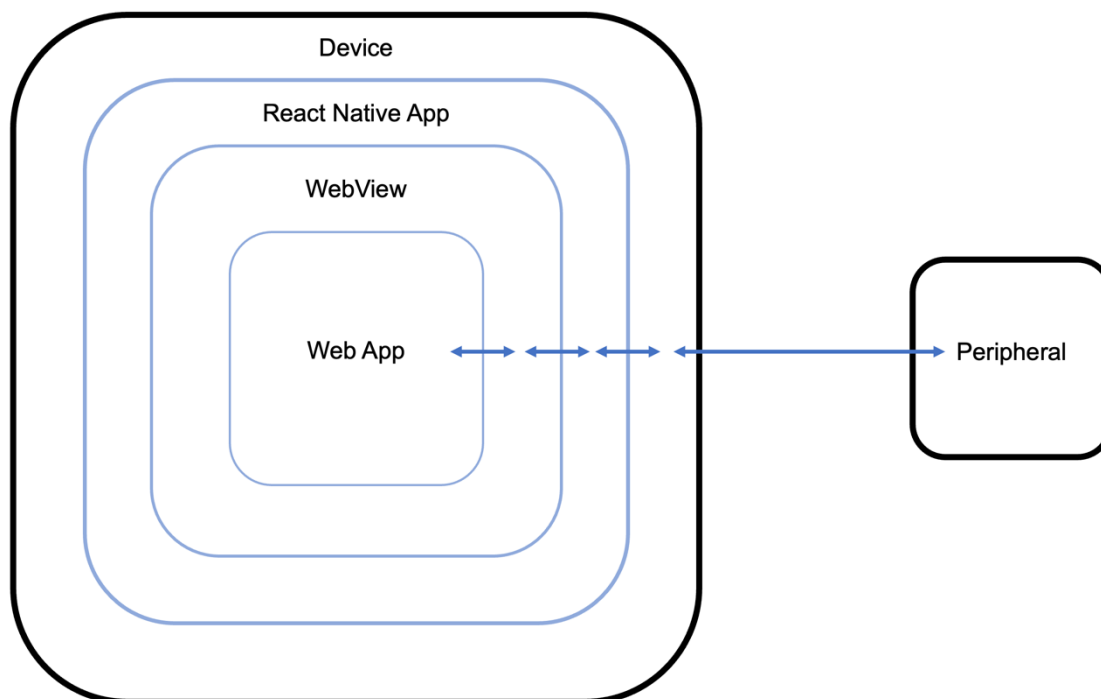 Device
React Native App
WebView
Web App
Peripheral